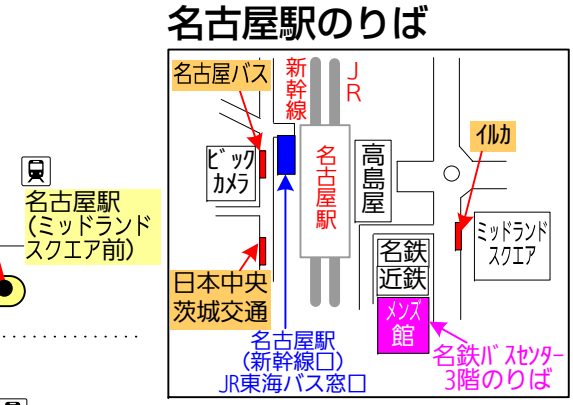 名古屋駅のりば
名古屋バス
新幹線
JR
イルカ
ビック
カメラ
名古屋駅
高島屋
名古屋駅
(ミッドランド
スクエア前)
ミッドランド
スクエア
名鉄
近鉄
日本中央
茨城交通
メンズ
館
名古屋駅
(新幹線口)
JR東海バス窓口
名鉄バスセンター
3階のりば